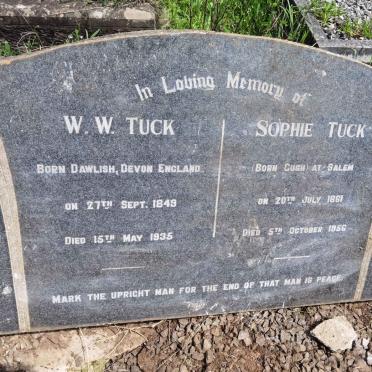 In Loving Memory of
W. W. TUCK
BORN DAWLISH, DEVON ENGLAND
ON 27TH SEPT. 1849
DIED 15TH MAY 1935
SOPHIE TUCK
BORN CUSH AT SALEM
ON 20TH JULY 1861
DIED 5TH OCTOBER 1956
MARK THE UPRIGHT MAN FOR THE END OF THAT MAN IS PEACE.